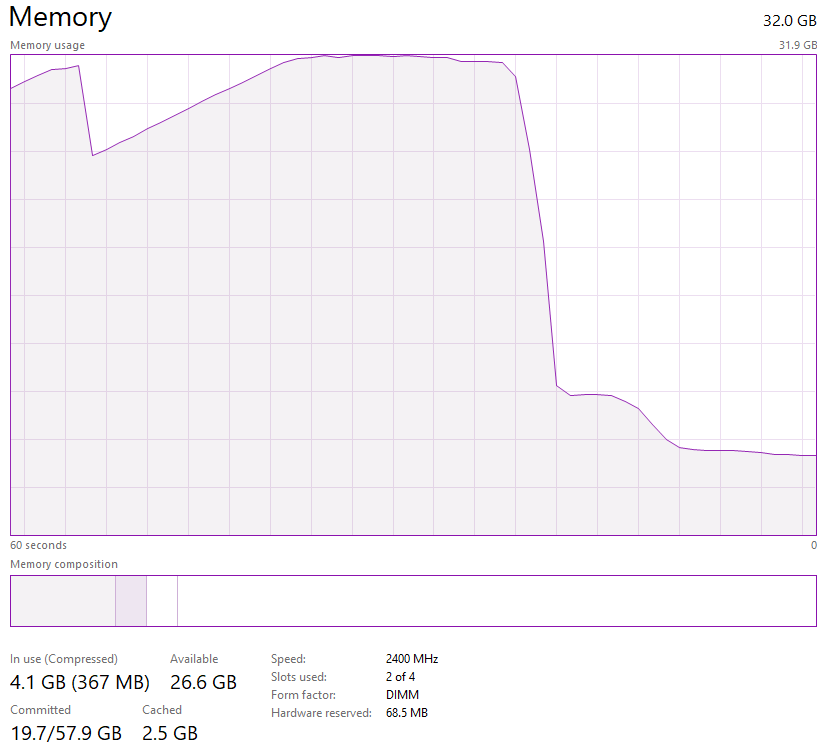 Memory 32.0 GB
Memory usage 31.9 GB
60 seconds 0
Memory composition
In use (Compressed) Available Speed: 2400 MHz
4.1 GB (367 MB) 26.6 GB Slots used: 2 of 4
Form factor: DIMM
Committed Cached Hardware reserved: 68.5 MB
19.7/57.9 GB 2.5 GB